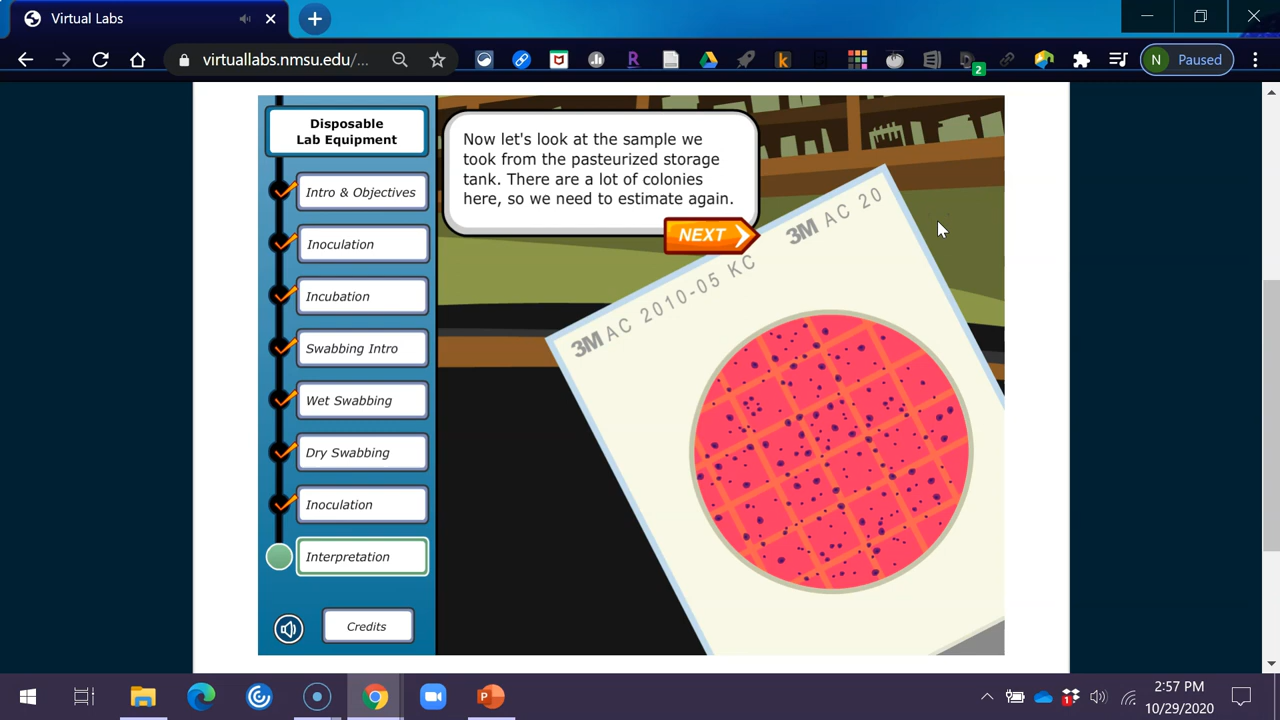 Virtual Labs
virtuallabs.nmsu.edu/...
2
N Paused
Disposable
Lab Equipment
Intro & Objectives
Inoculation
Incubation
Swabbing Intro
Wet Swabbing
Dry Swabbing
Inoculation
Interpretation
Credits
Now let's look at the sample we
took from the pasteurized storage
tank. There are a lot of colonies
here, so we need to estimate again.
NEXT
3M AC 2010-05 KC
3M AC 20
1
2:57 PM
10/29/2020